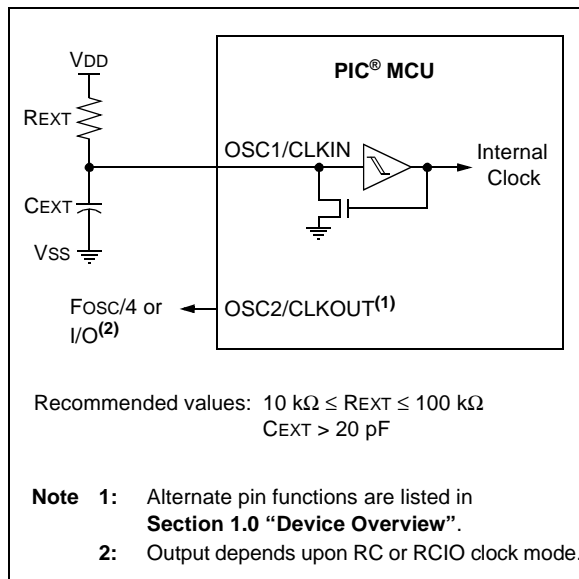 VDD
PIC® MCU
REXT
OSC1/CLKIN
Internal
Clock
CEXT
VSS
FOSC/4 or
I/O(2)
OSC2/CLKOUT(1)
Recommended values: 10 kΩ ≤ REXT ≤ 100 kΩ
CEXT > 20 pF
Note 1: Alternate pin functions are listed in
Section 1.0 “Device Overview”.
2: Output depends upon RC or RCIO clock mode.